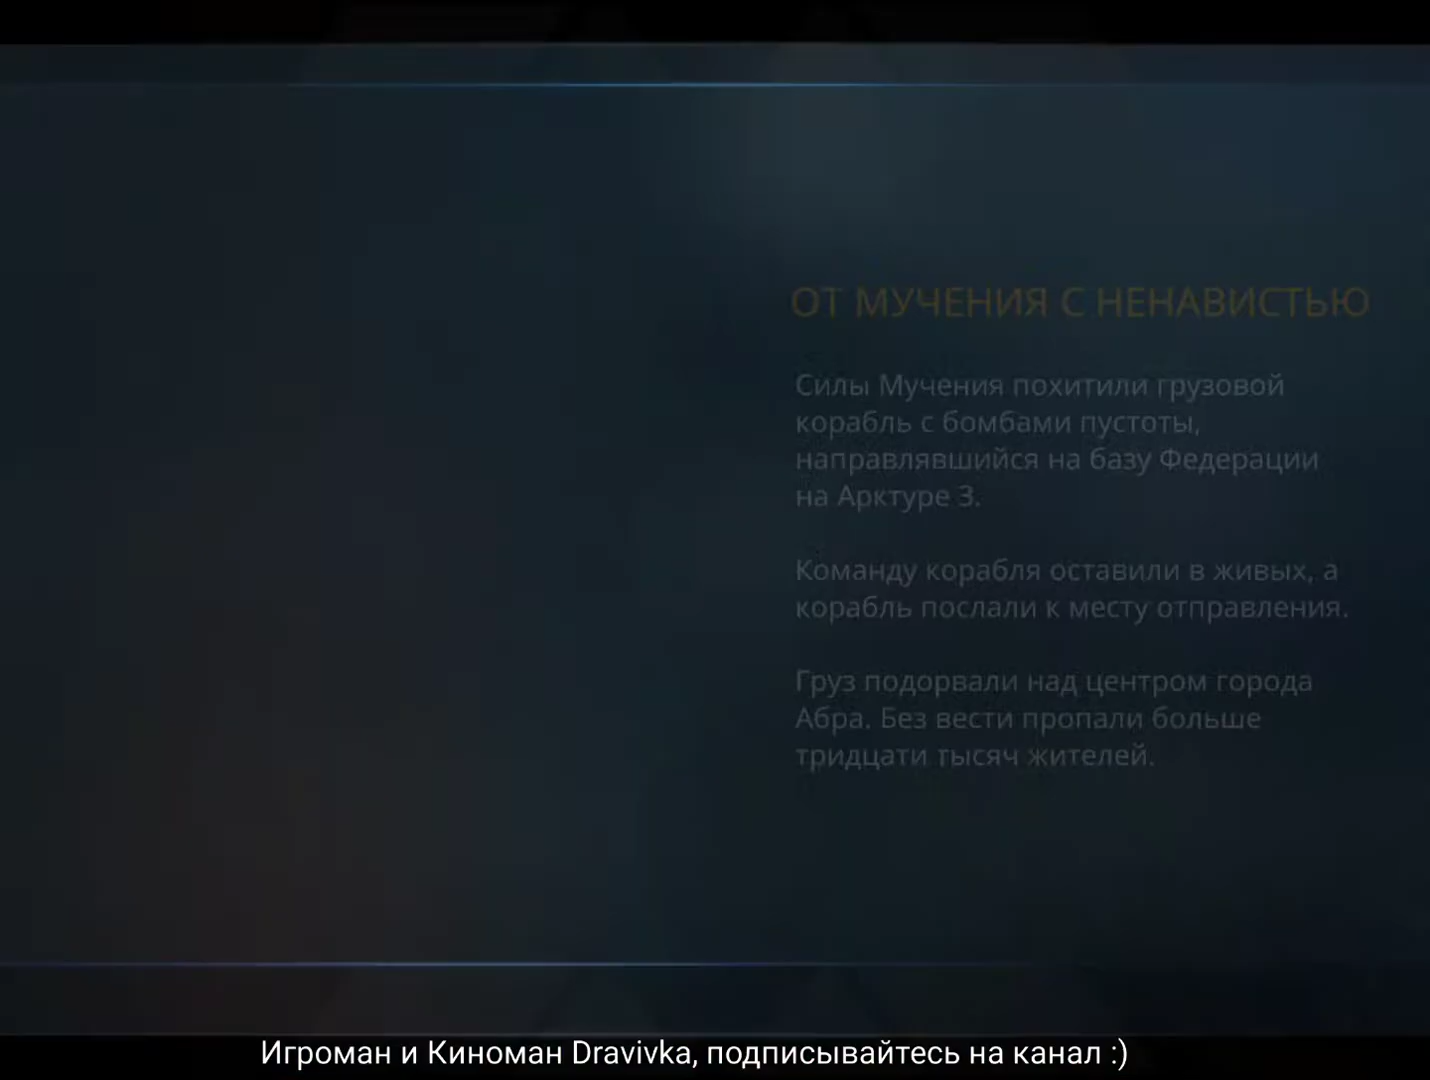 ОТ МУЧЕНИЯ С НЕНАВИСТЬЮ
Силы Мучения похитили грузовой
корабль с бомбами пустоты,
направлявшийся на базу Федерации
на Арктуре 3.
Команду корабля оставили в живых, а
корабль послали к месту отправления.
Груз подорвали над центром города
Абра. Без вести пропали больше
тридцати тысяч жителей.
Игроман и Киноман Dravivka, подписывайтесь на канал :)